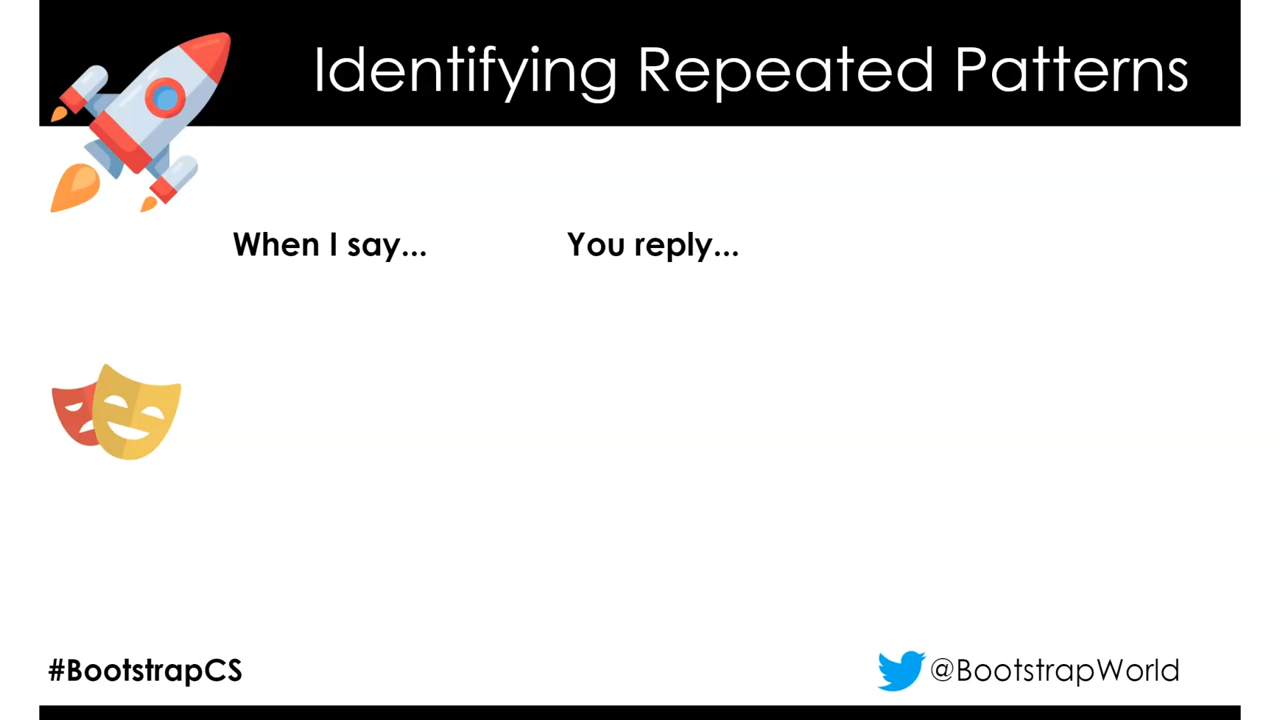 Identifying Repeated Patterns
When I say... You reply...
#BootstrapCS @BootstrapWorld